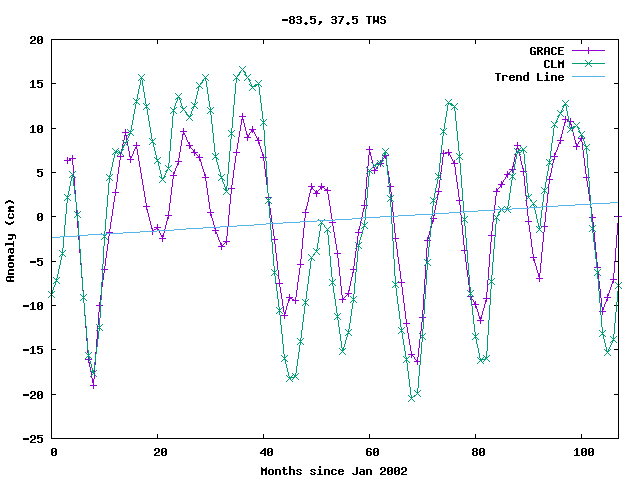 -83.5, 37.5 TWS
GRACE
CLM
Trend Line
20
15
10
5
0
-5
-10
-15
-20
-25
Anomaly (cm)
0 20 40 60 80 100
Months since Jan 2002